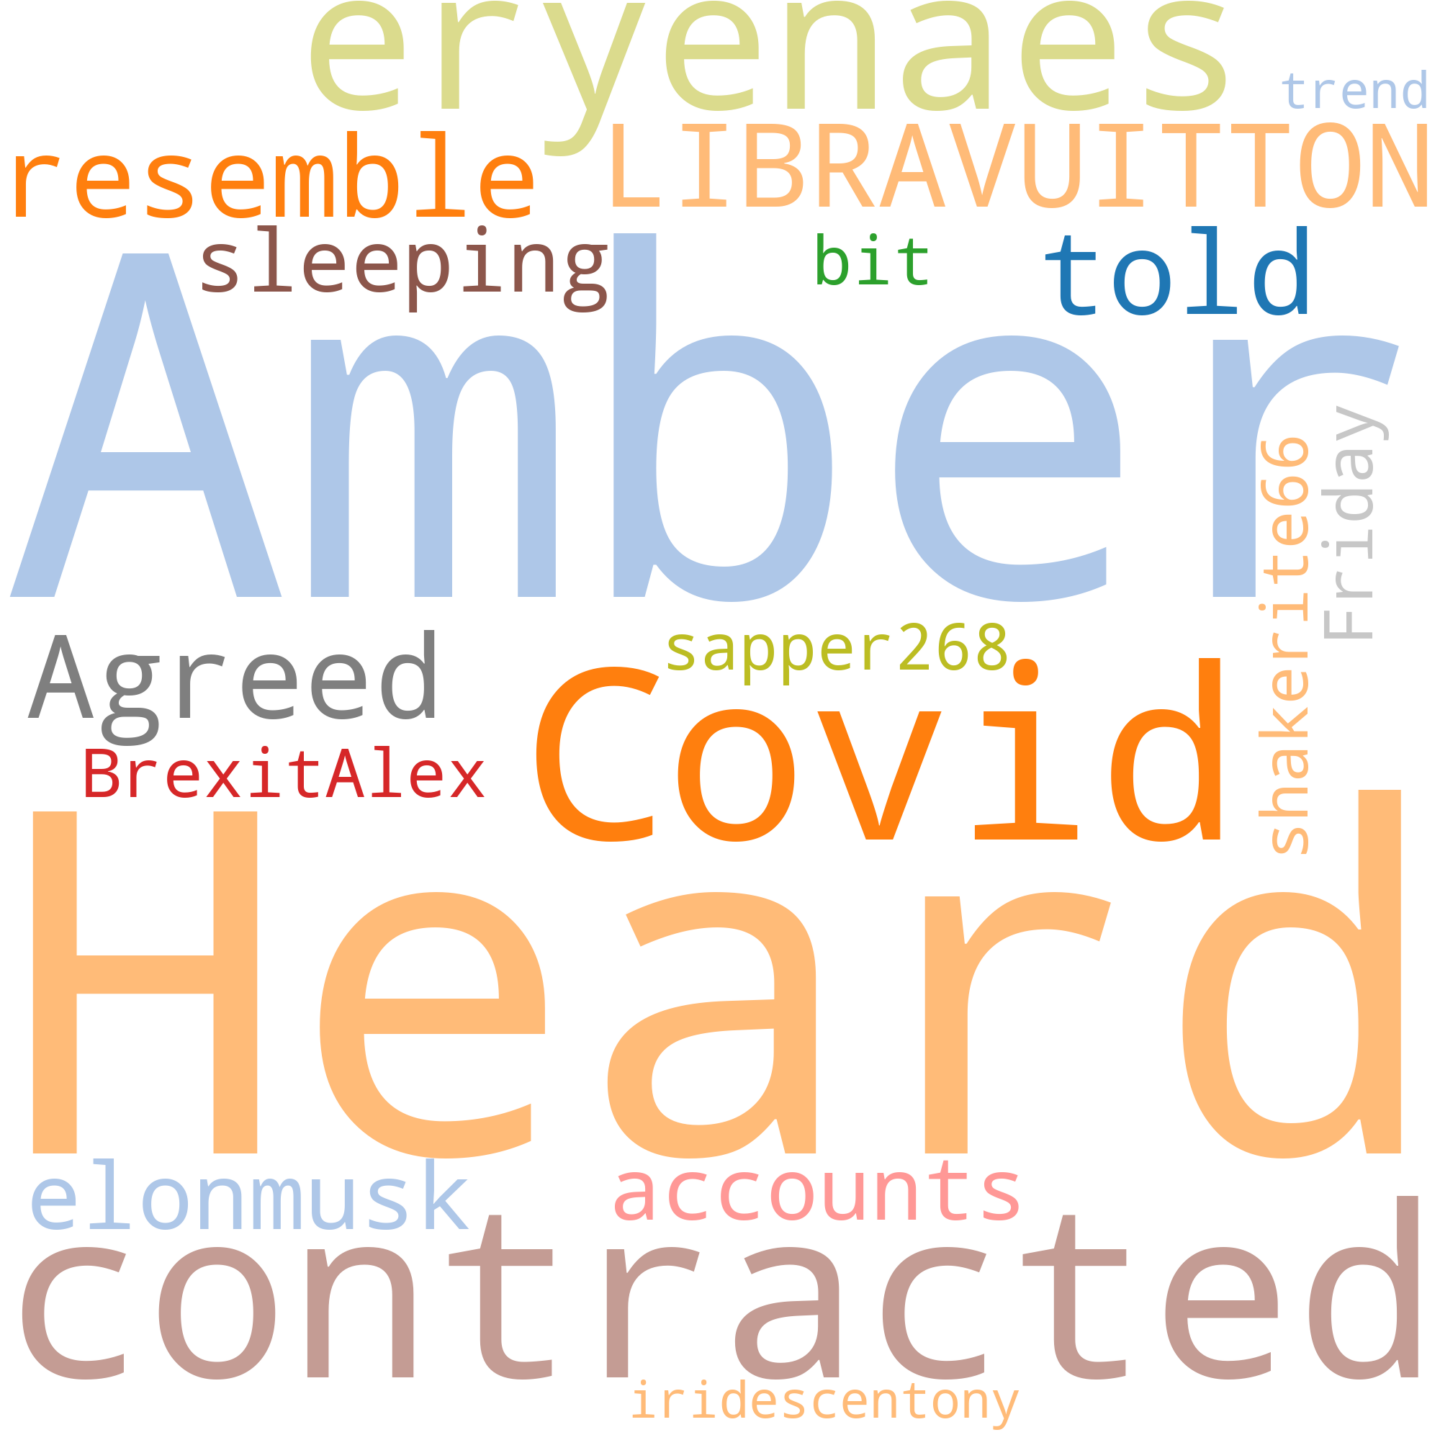 eryenaes
trend
resemble
LIBRAVUITTON
sleeping
bit
told
Amber
Friday
shakerite66
Agreed
sapper268
Covid
BrexitAlex
Heard
elonmusk
accounts
contracted
iridescentony